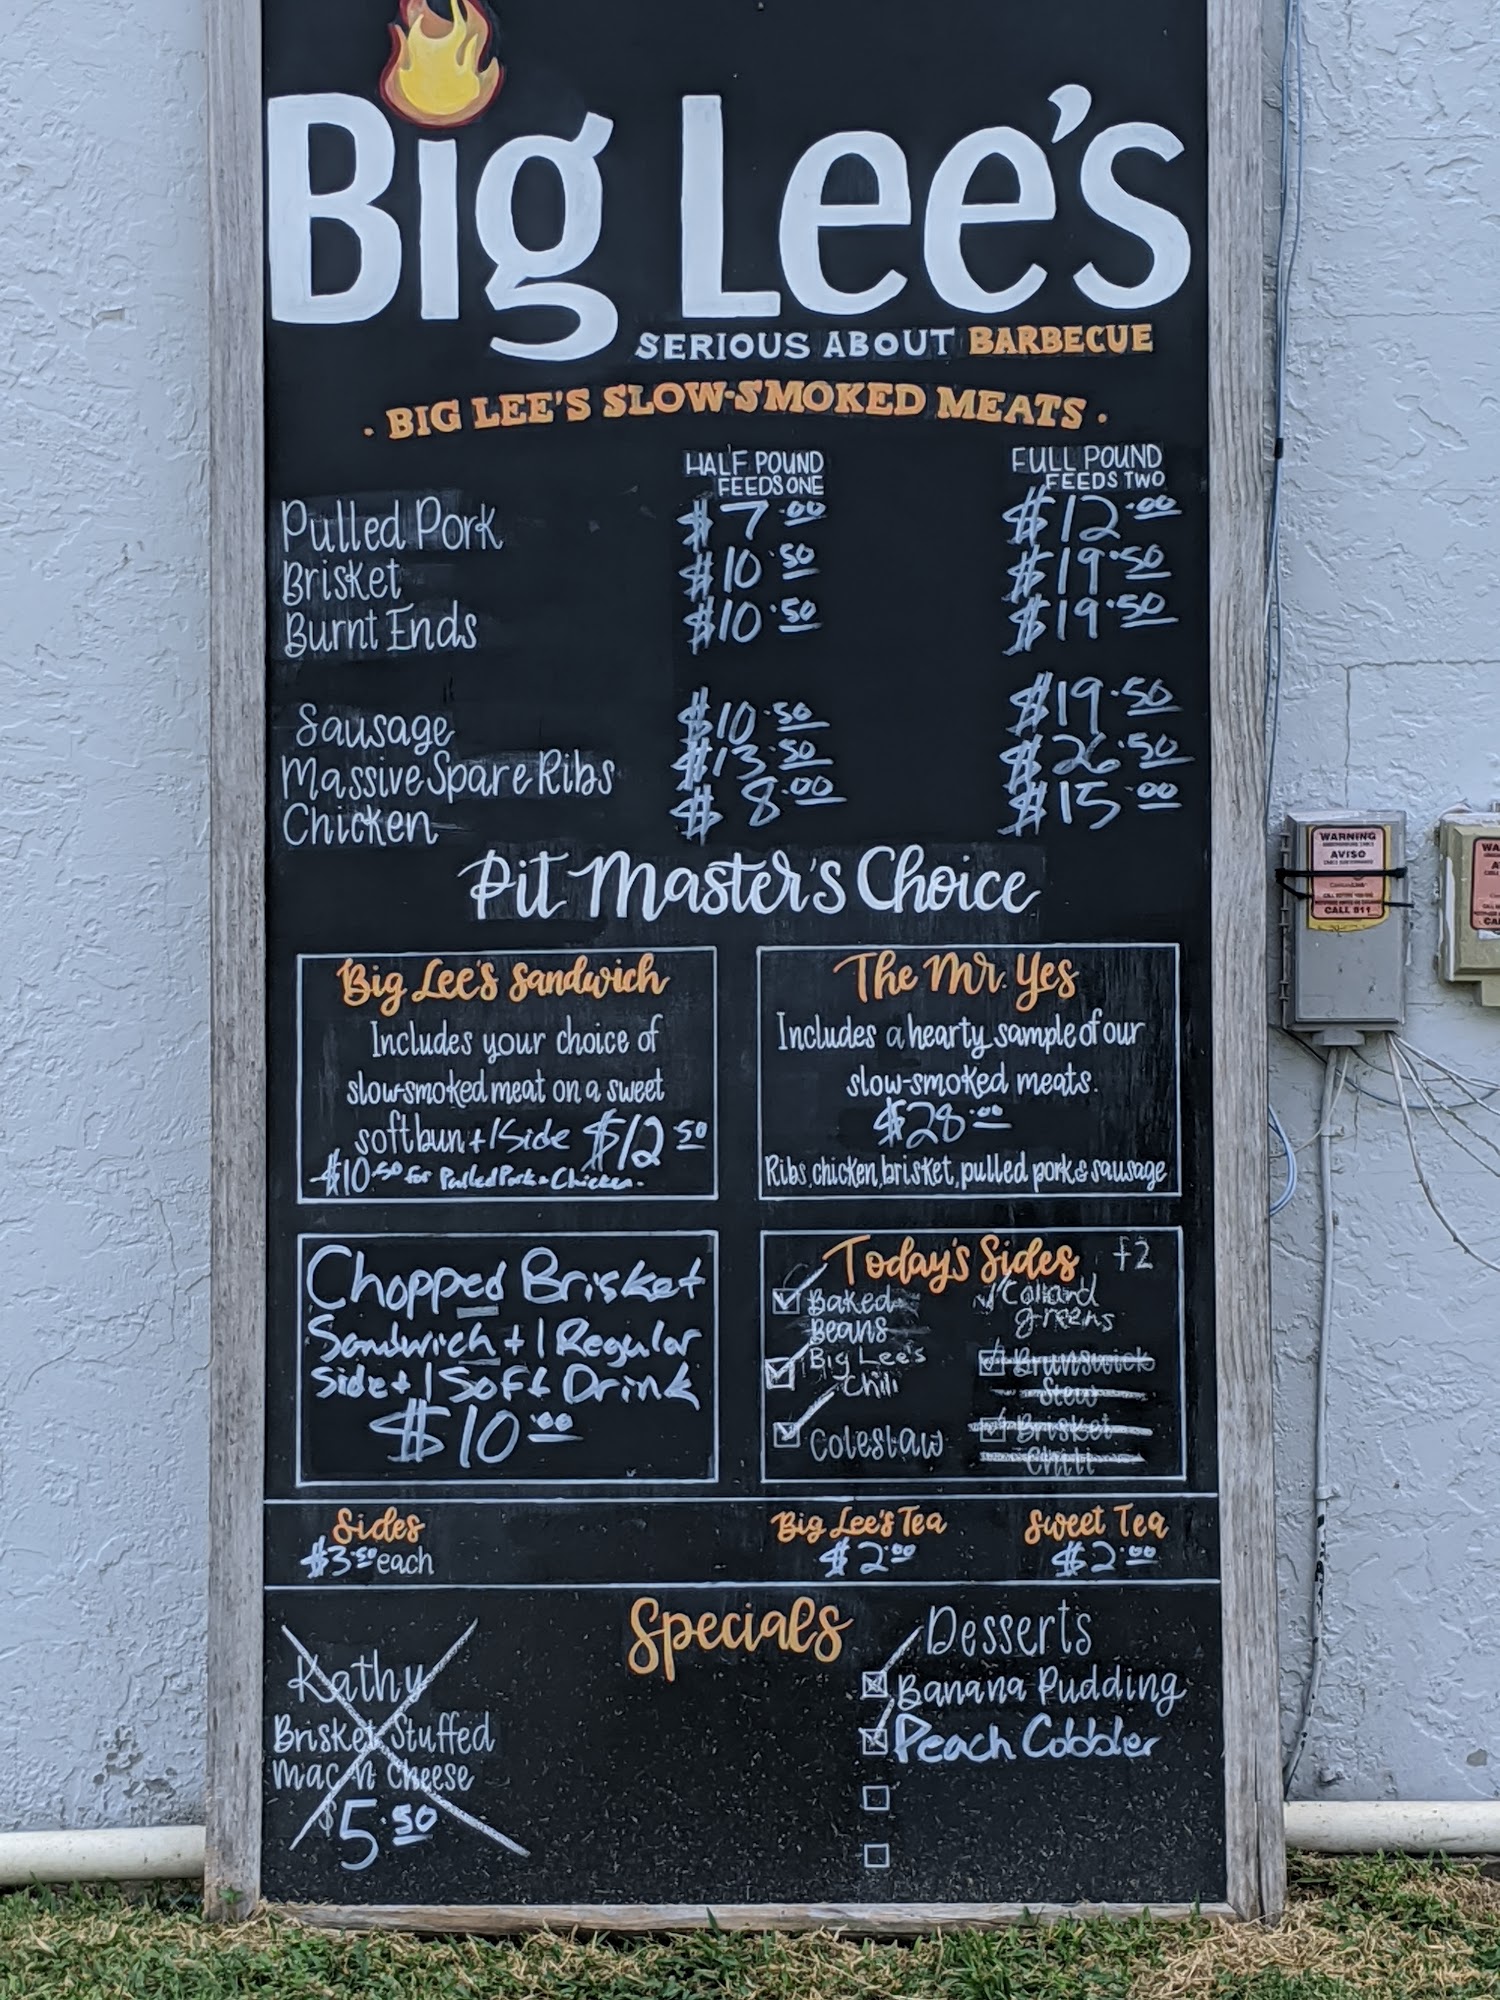 Big Lee's
SERIOUS ABOUT BARBECUE
· BIG LEE'S SLOW-SMOKED MEATS ·
HALF POUND FULL POUND
FEEDS ONE FEEDS TWO
Pulled Pork $7.00 $12.00
Brisket $10.50 $19.50
Burnt Ends $10.50 $19.50
Sausage $10.50 $19.50
Massive Spare Ribs $13.50 $26.50
Chicken $8.00 $15.00
Pit Master's Choice
Big Lee's Sandwich
Includes your choice of
slow-smoked meat on a sweet
soft bun + 1 Side $12.50
$10.50 for Pulled Pork + Chicken.
The Mr. Yes
Includes a hearty sample of our
slow-smoked meats.
$28.00
Ribs, chicken, brisket, pulled pork & sausage
Chopped Brisket
Sandwich + 1 Regular
Side + 1 Soft Drink
$10.00
Today's Sides +2
Baked
Beans
Big Lee's
Chili
Coleslaw
Collard
greens
Brunswick
Stew
Brisket
Chili
Sides
$3.50 each
Big Lee's Tea
$2.00
Sweet Tea
$2.00
Specials
Kathy
Brisket Stuffed
Mac n Cheese
$5.50
Desserts
Banana Pudding
Peach Cobbler
WARNING
AVISO
CALL 811